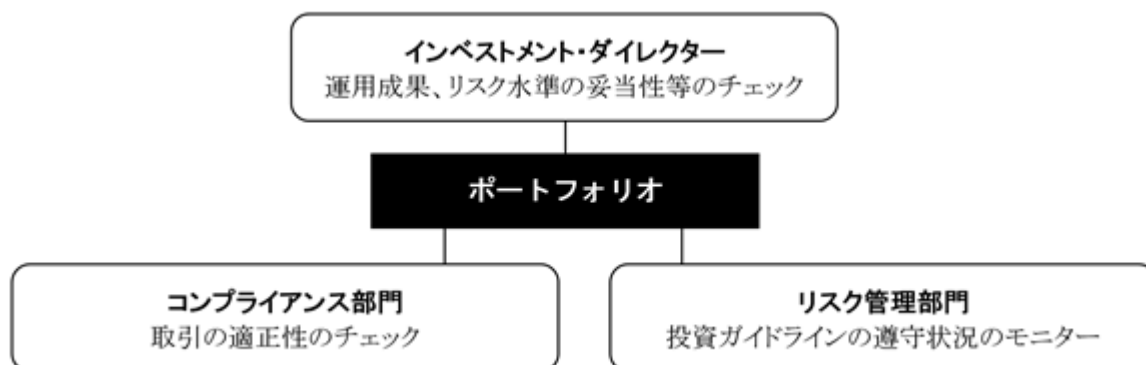 インベストメント・ダイレクター
運用成果、リスク水準の妥当性等のチェック
ポートフォリオ
コンプライアンス部門
取引の適正性のチェック
リスク管理部門
投資ガイドラインの遵守状況のモニター